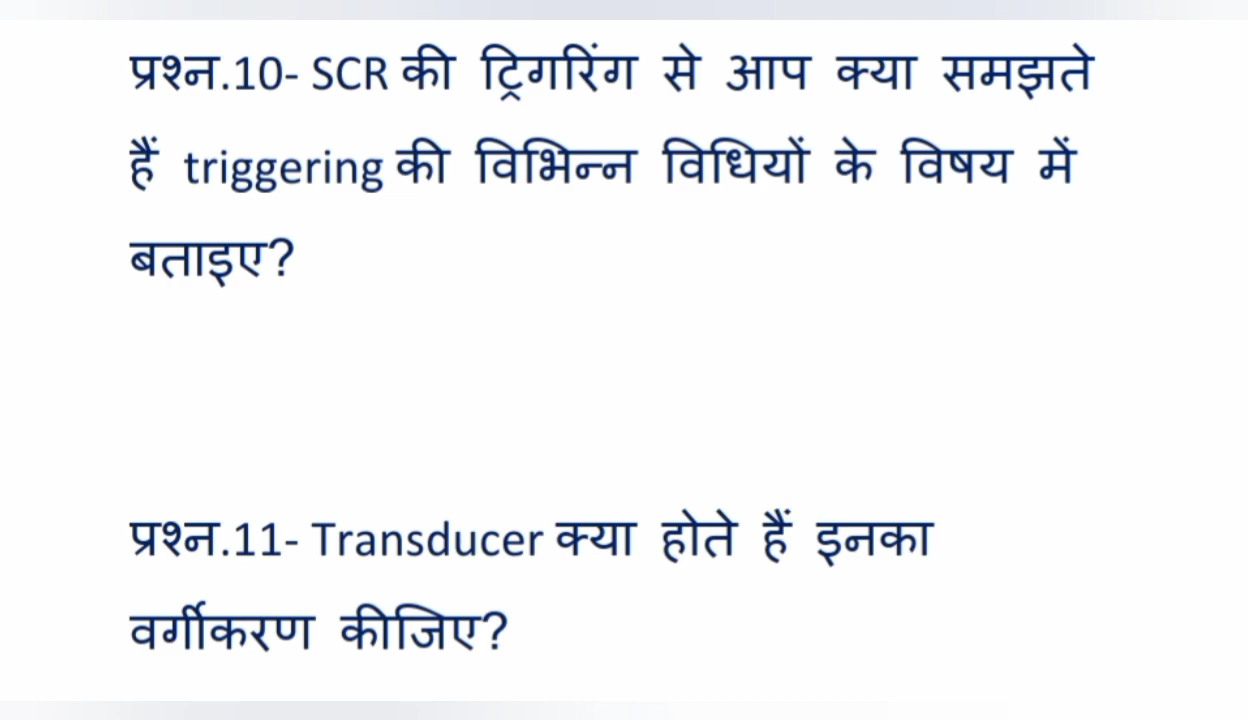 प्रश्न.10- SCR की ट्रिगरिंग से आप क्या समझते
हैं triggering की विभिन्न विधियों के विषय में
बताइए?
प्रश्न.11- Transducer क्या होते हैं इनका
वर्गीकरण कीजिए?